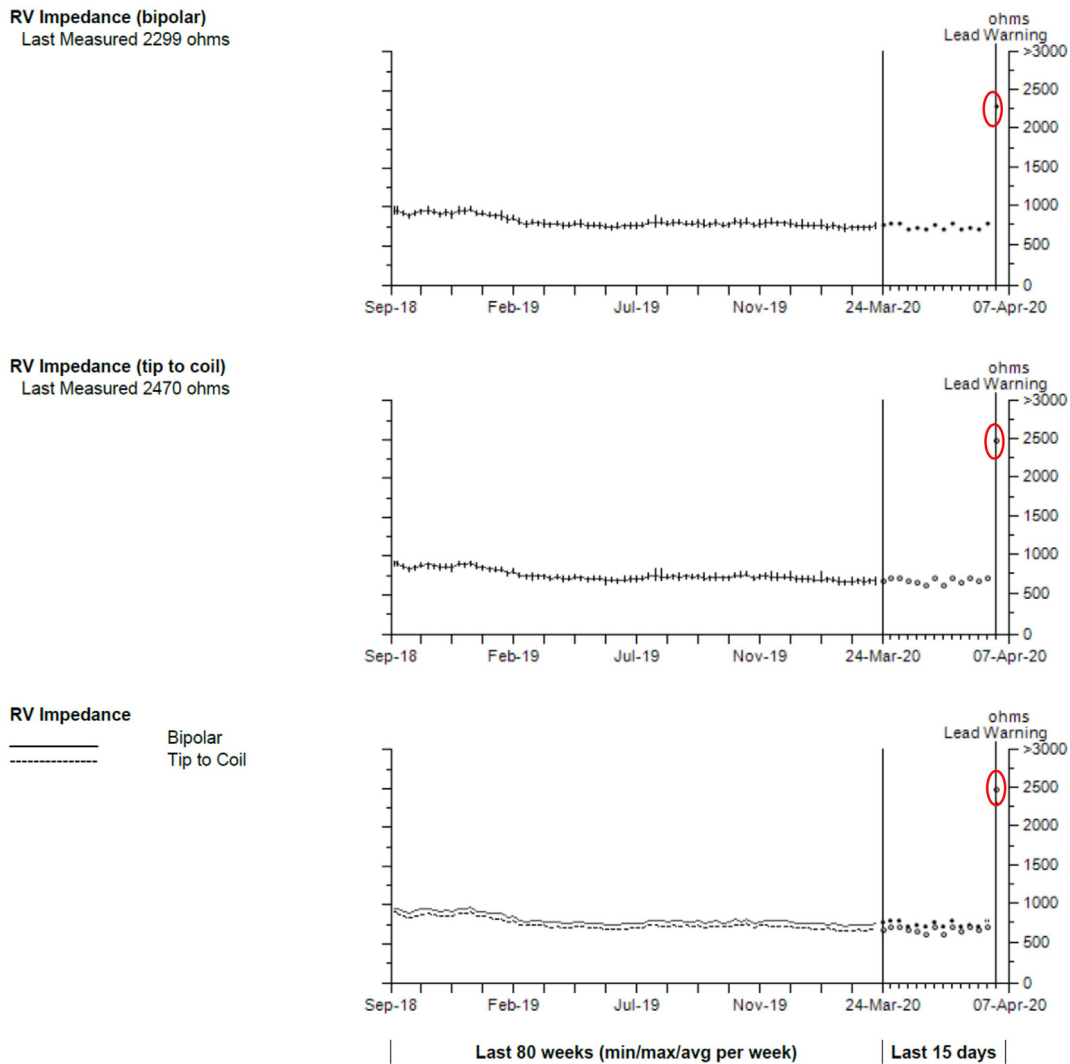 RV Impedance (bipolar)
Last Measured 2299 ohms
ohms
Lead Warning
>3000
2500
2000
1500
1000
500
0
Sep-18 Feb-19 Jul-19 Nov-19 24-Mar-20 07-Apr-20
RV Impedance (tip to coil)
Last Measured 2470 ohms
ohms
Lead Warning
>3000
2500
2000
1500
1000
500
0
Sep-18 Feb-19 Jul-19 Nov-19 24-Mar-20 07-Apr-20
RV Impedance
Bipolar
Tip to Coil
ohms
Lead Warning
>3000
2500
2000
1500
1000
500
0
Sep-18 Feb-19 Jul-19 Nov-19 24-Mar-20 07-Apr-20
Last 80 weeks (min/max/avg per week) Last 15 days